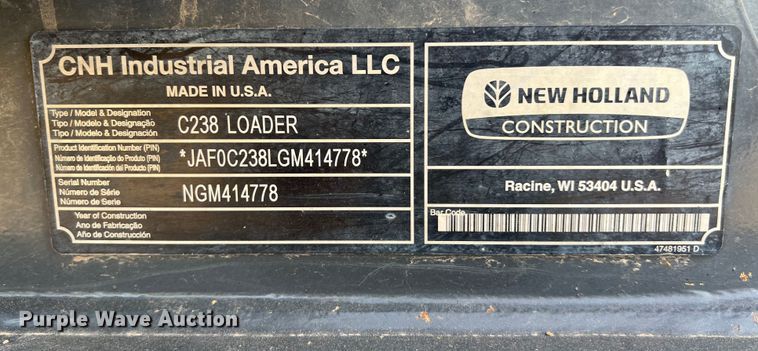 CNH Industrial America LLC
MADE IN U.S.A.
Type / Model & Designation
Tipo / Modelo & Designação
Tipo / Modelo & Designación
C238 LOADER
Product Identification Number (PIN)
Número de Identificação do Produto (PIN)
Número de Identificación de Producto (PIN)
*JAF0C238LGM414778*
Serial Number
Número de Série
Número de Serie
NGM414778
Year of Construction
Ano de Fabricação
Año de Construcción
NEW HOLLAND
CONSTRUCTION
Racine, WI 53404 U.S.A.
Bar Code
47481951 D
Purple Wave Auction